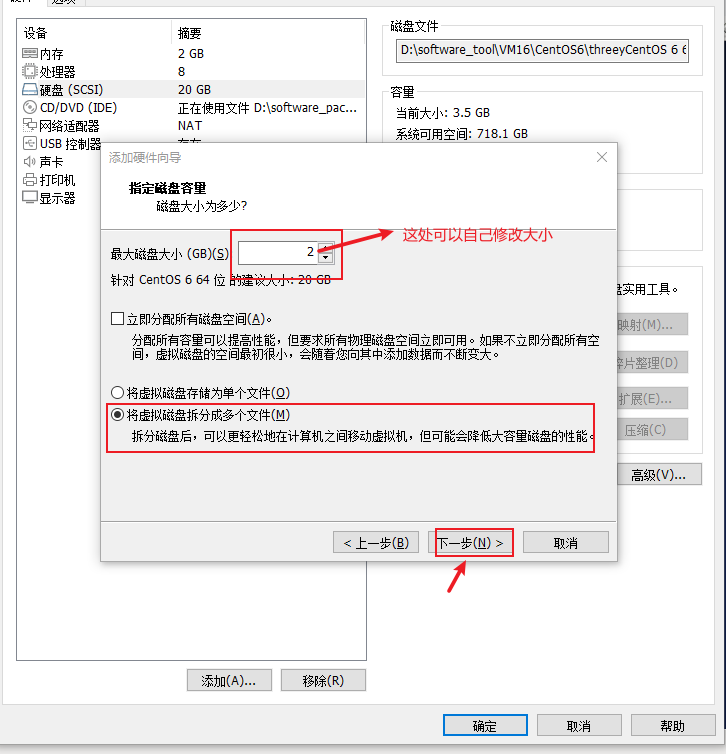 选项
设备 摘要
内存 2 GB
处理器 8
硬盘 (SCSI) 20 GB
CD/DVD (IDE) 正在使用文件 D:\software_pac...
网络适配器 NAT
USB 控制器
声卡
打印机
显示器
磁盘文件
D:\software_tool\VM16\CentOS6\threeyCentOS 6 6
容量
当前大小: 3.5 GB
系统可用空间: 718.1 GB
添加硬件向导
指定磁盘容量
磁盘大小为多少?
最大磁盘大小 (GB)(S) 2
这处可以自己修改大小
针对 CentOS 6 64 位 的建议大小: 20 GB
立即分配所有磁盘空间(A)。
分配所有容量可以提高性能，但要求所有物理磁盘空间立即可用。如果不立即分配所有空
间，虚拟磁盘的空间最初很小，会随着您向其中添加数据而不断变大。
将虚拟磁盘存储为单个文件(O)
将虚拟磁盘拆分成多个文件(M)
拆分磁盘后，可以更轻松地在计算机之间移动虚拟机，但可能会降低大容量磁盘的性能。
< 上一步(B) 下一步(N) > 取消
盘实用工具。
映射(M)...
碎片整理(D)
扩展(E)...
压缩(C)
高级(V)...
添加(A)... 移除(R)
确定 取消 帮助